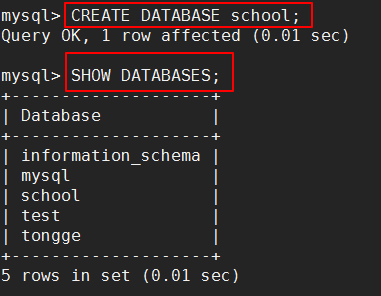 mysql> CREATE DATABASE school;
Query OK, 1 row affected (0.01 sec)
mysql> SHOW DATABASES;
+--------------------+
| Database           |
+--------------------+
| information_schema |
| mysql              |
| school             |
| test               |
| tongge             |
+--------------------+
5 rows in set (0.01 sec)